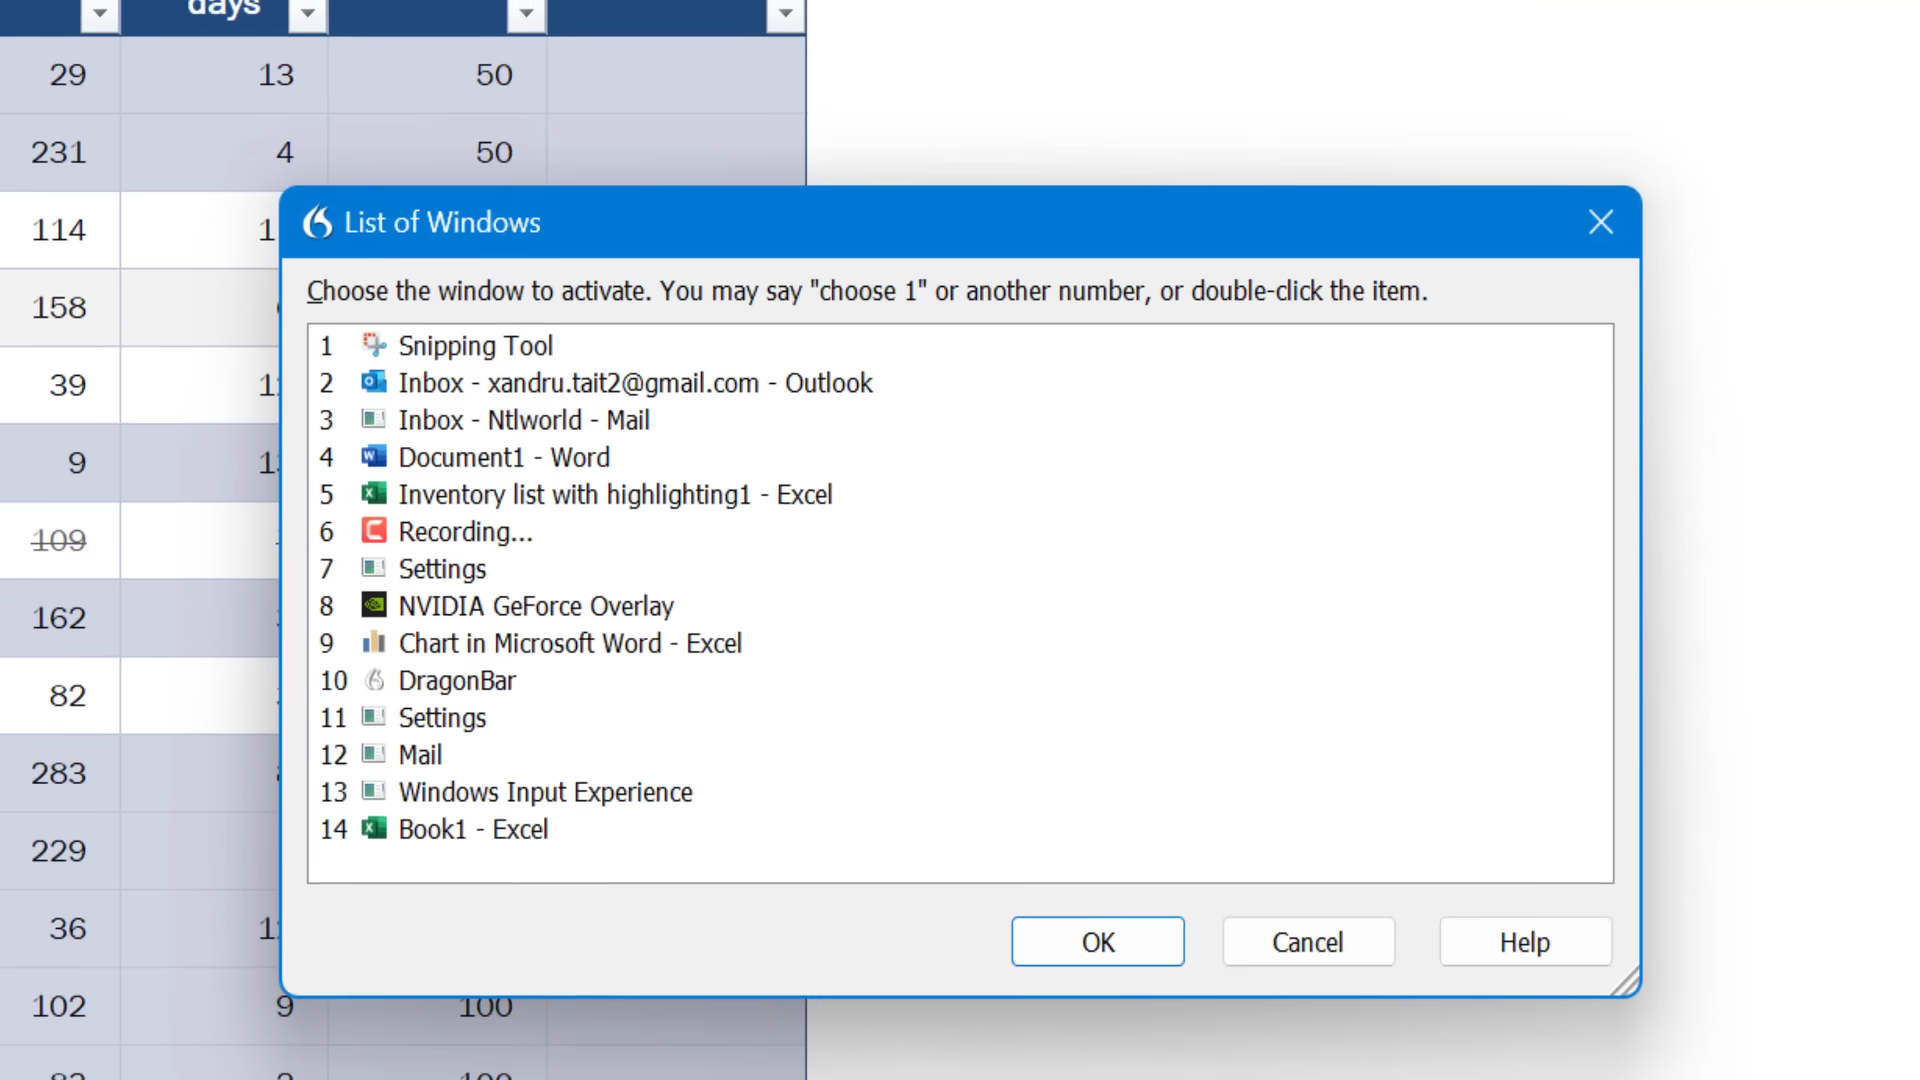 days
29 13 50
231 4 50
114
158
39
9
109
162
82
283
229
36
102 9 100
List of Windows
Choose the window to activate. You may say "choose 1" or another number, or double-click the item.
1 Snipping Tool
2 Inbox - xandru.tait2@gmail.com - Outlook
3 Inbox - Ntlworld - Mail
4 Document1 - Word
5 Inventory list with highlighting1 - Excel
6 Recording...
7 Settings
8 NVIDIA GeForce Overlay
9 Chart in Microsoft Word - Excel
10 DragonBar
11 Settings
12 Mail
13 Windows Input Experience
14 Book1 - Excel
OK Cancel Help